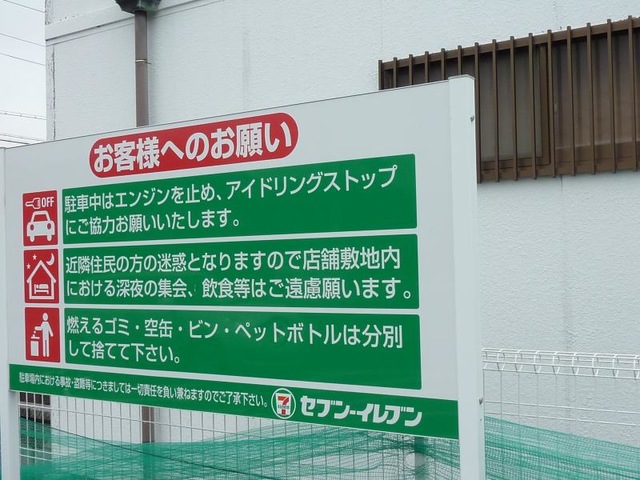 お客様へのお願い
OFF
駐車中はエンジンを止め、アイドリングストップ
にご協力お願いいたします。
近隣住民の方の迷惑となりますので店舗敷地内
における深夜の集会、飲食等はご遠慮願います。
燃えるゴミ・空缶・ビン・ペットボトルは分別
して捨てて下さい。
駐車場内における事故・盗難等につきましては一切責任を負い兼ねますのでご了承下さい。
セブン-イレブン